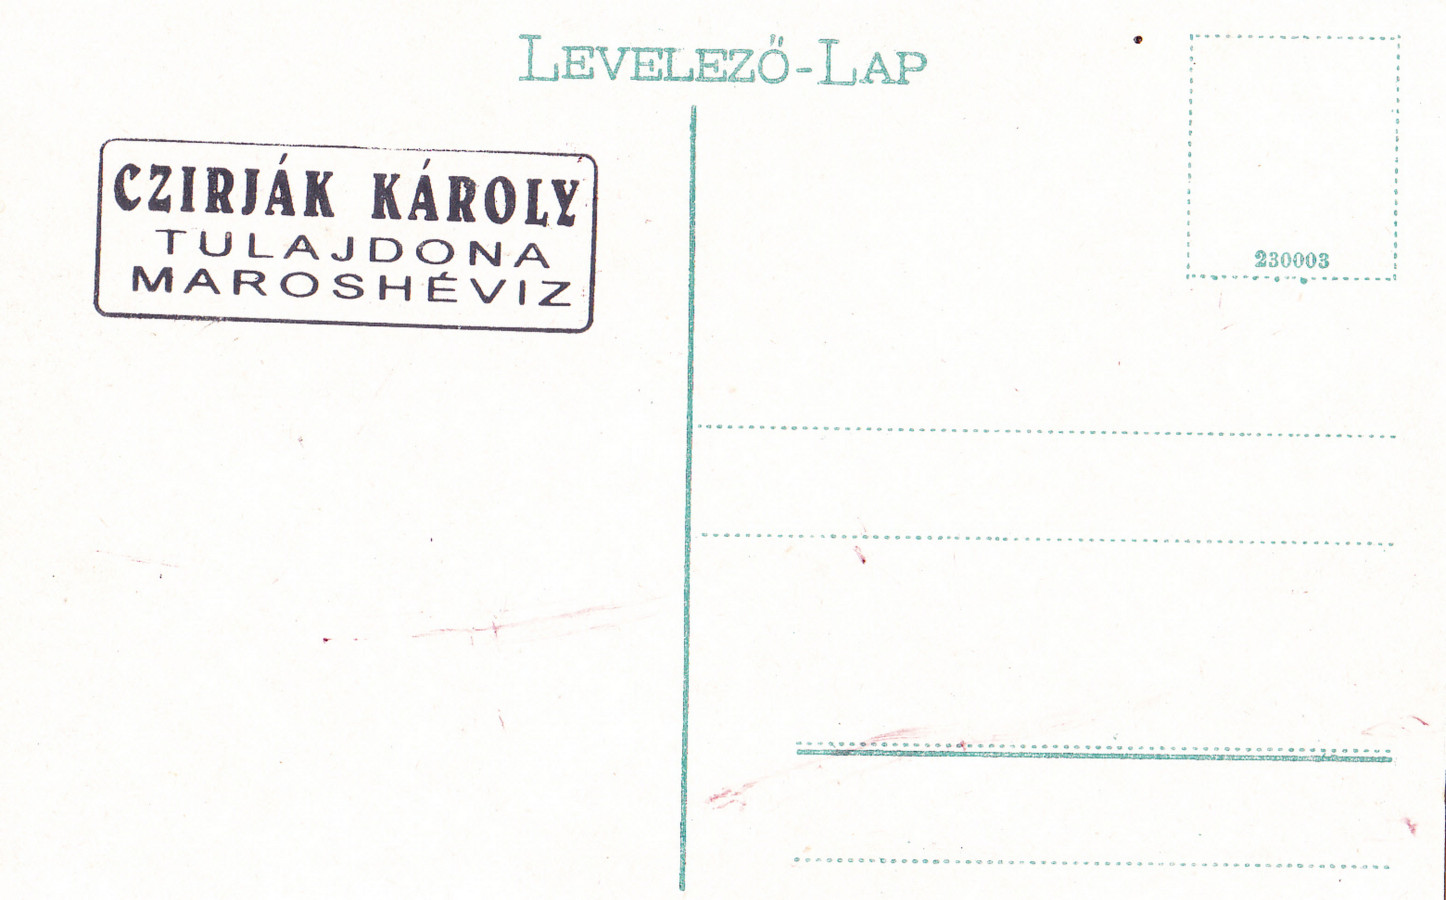 LEVELEZŐ-LAP
CZIRJÁK KÁROLY
TULAJDONA
MAROSHÉVIZ
230003